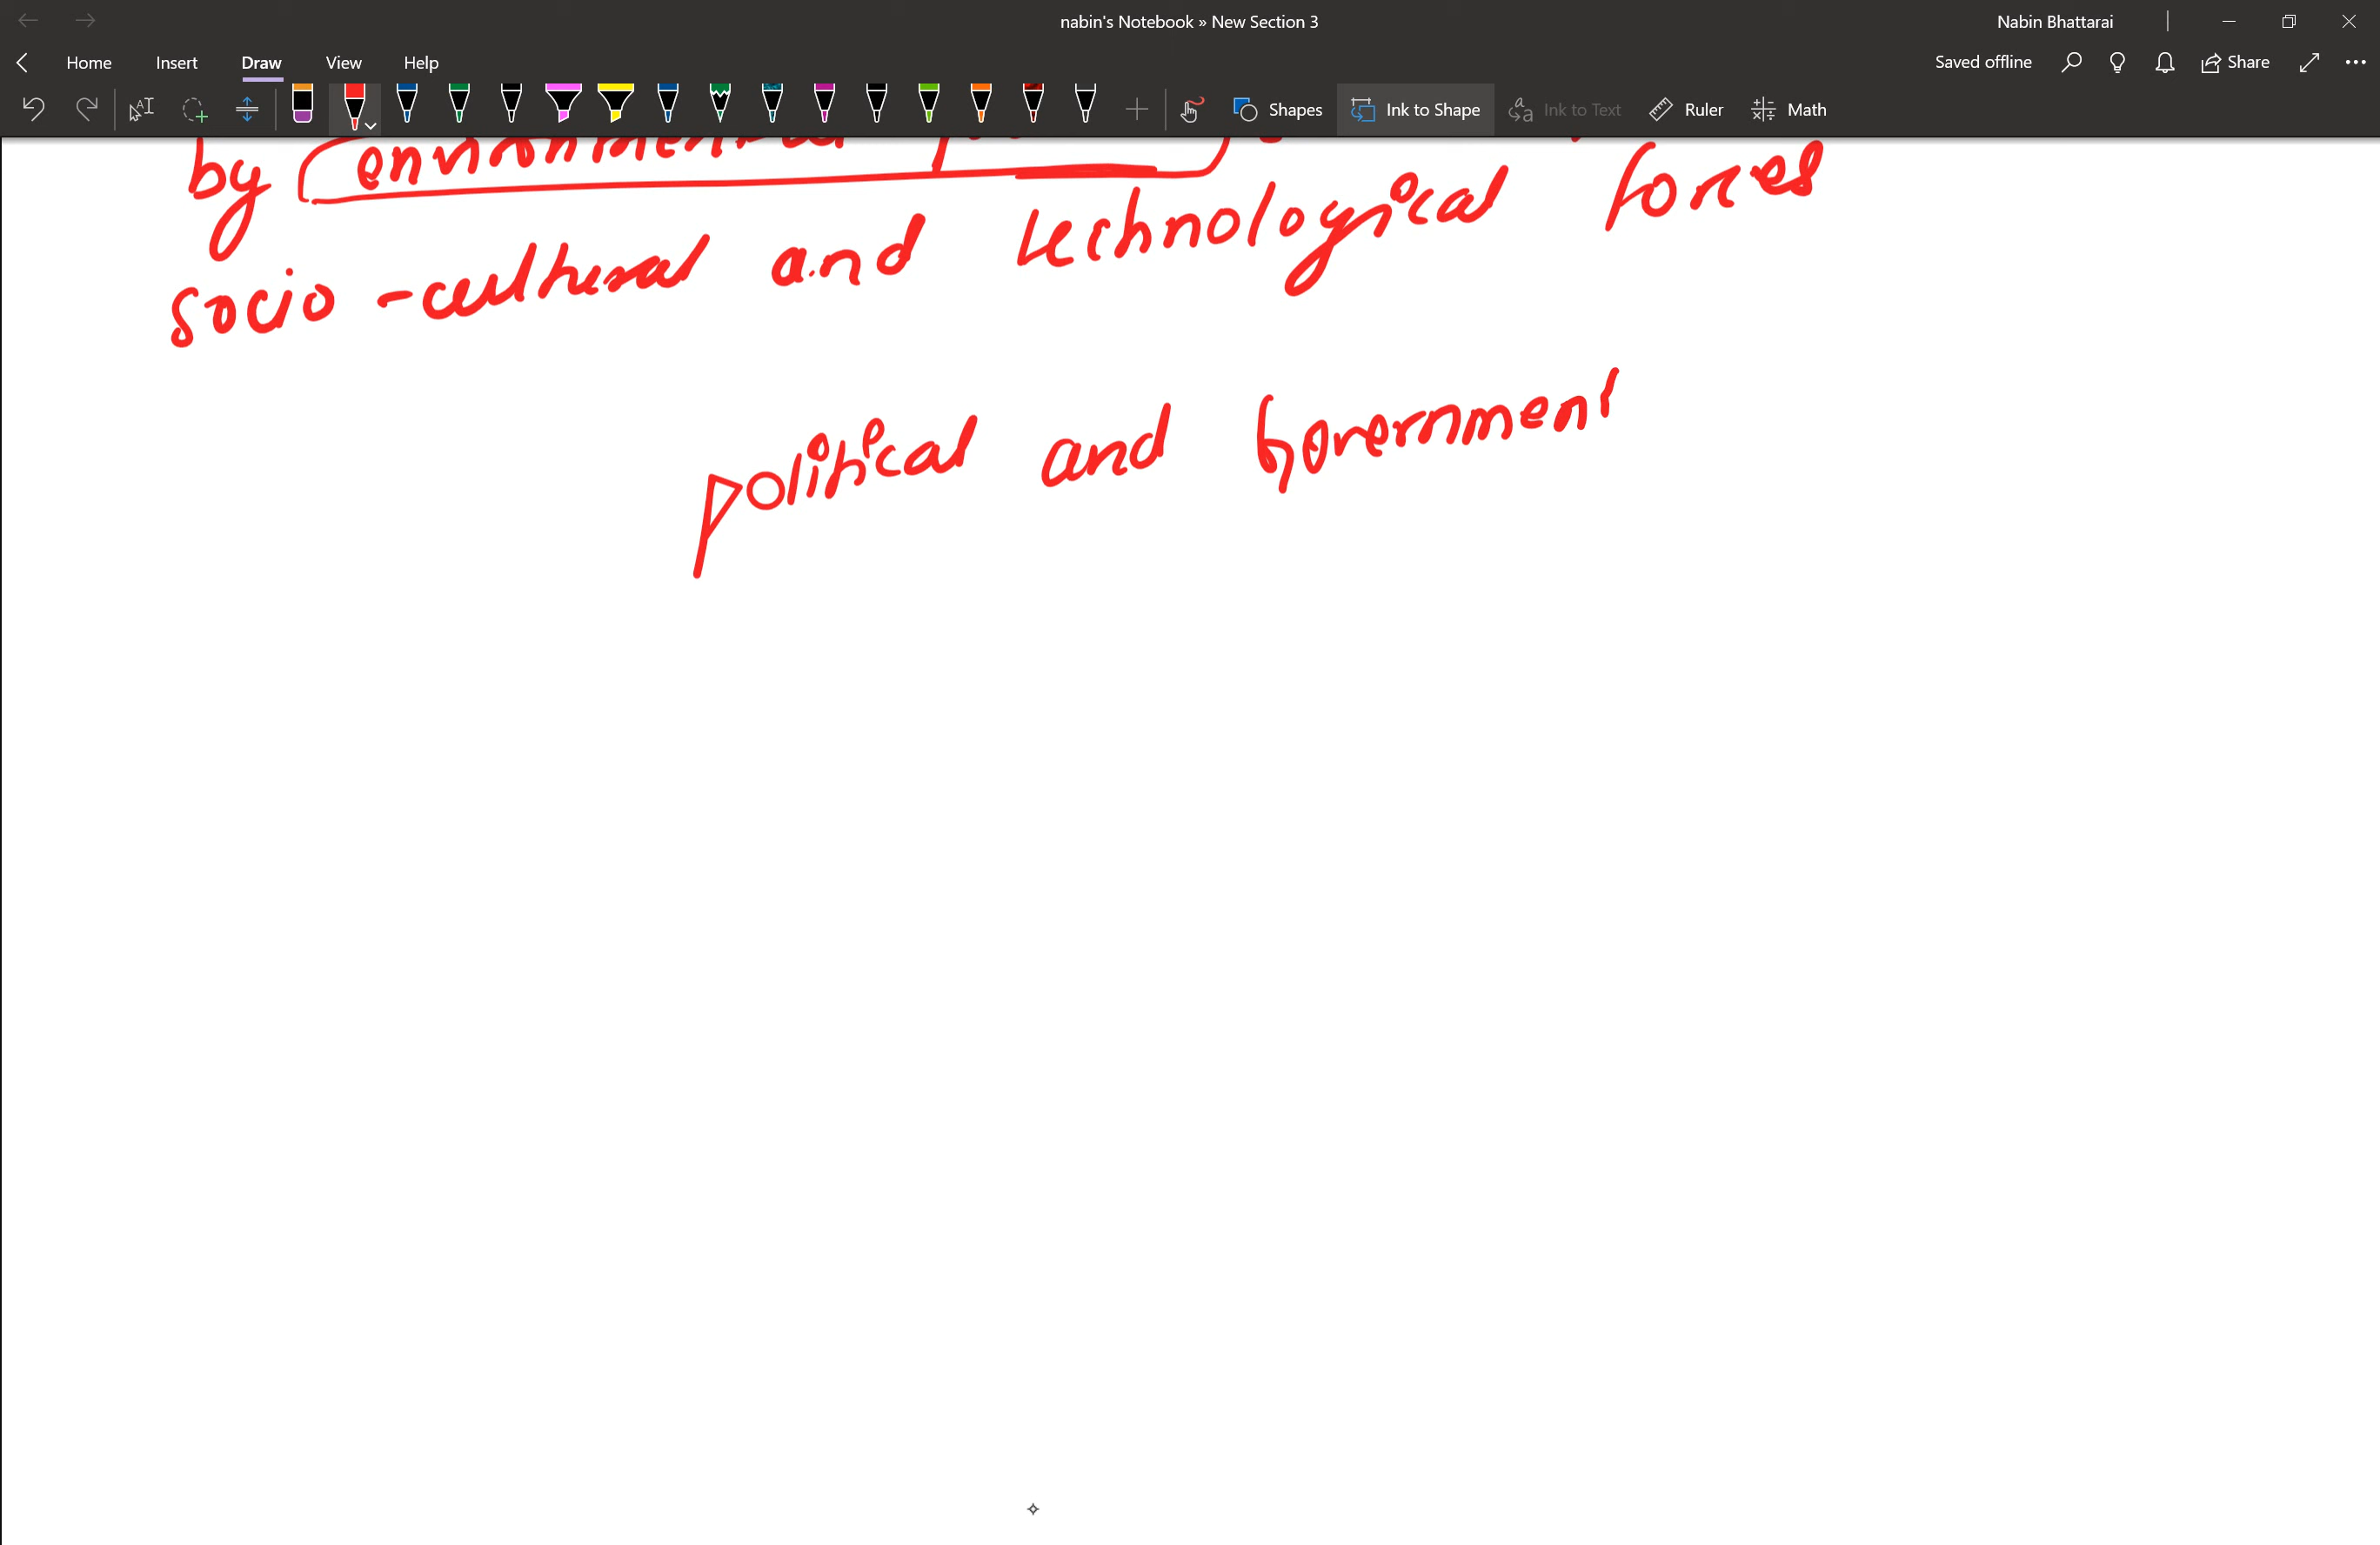 nabin's Notebook » New Section 3
Nabin Bhattarai
Home Insert Draw View Help
Saved offline
Share
Shapes
Ink to Shape
Ink to Text
Ruler
Math
by environmental
socio-cultural and technological forces
political and Government